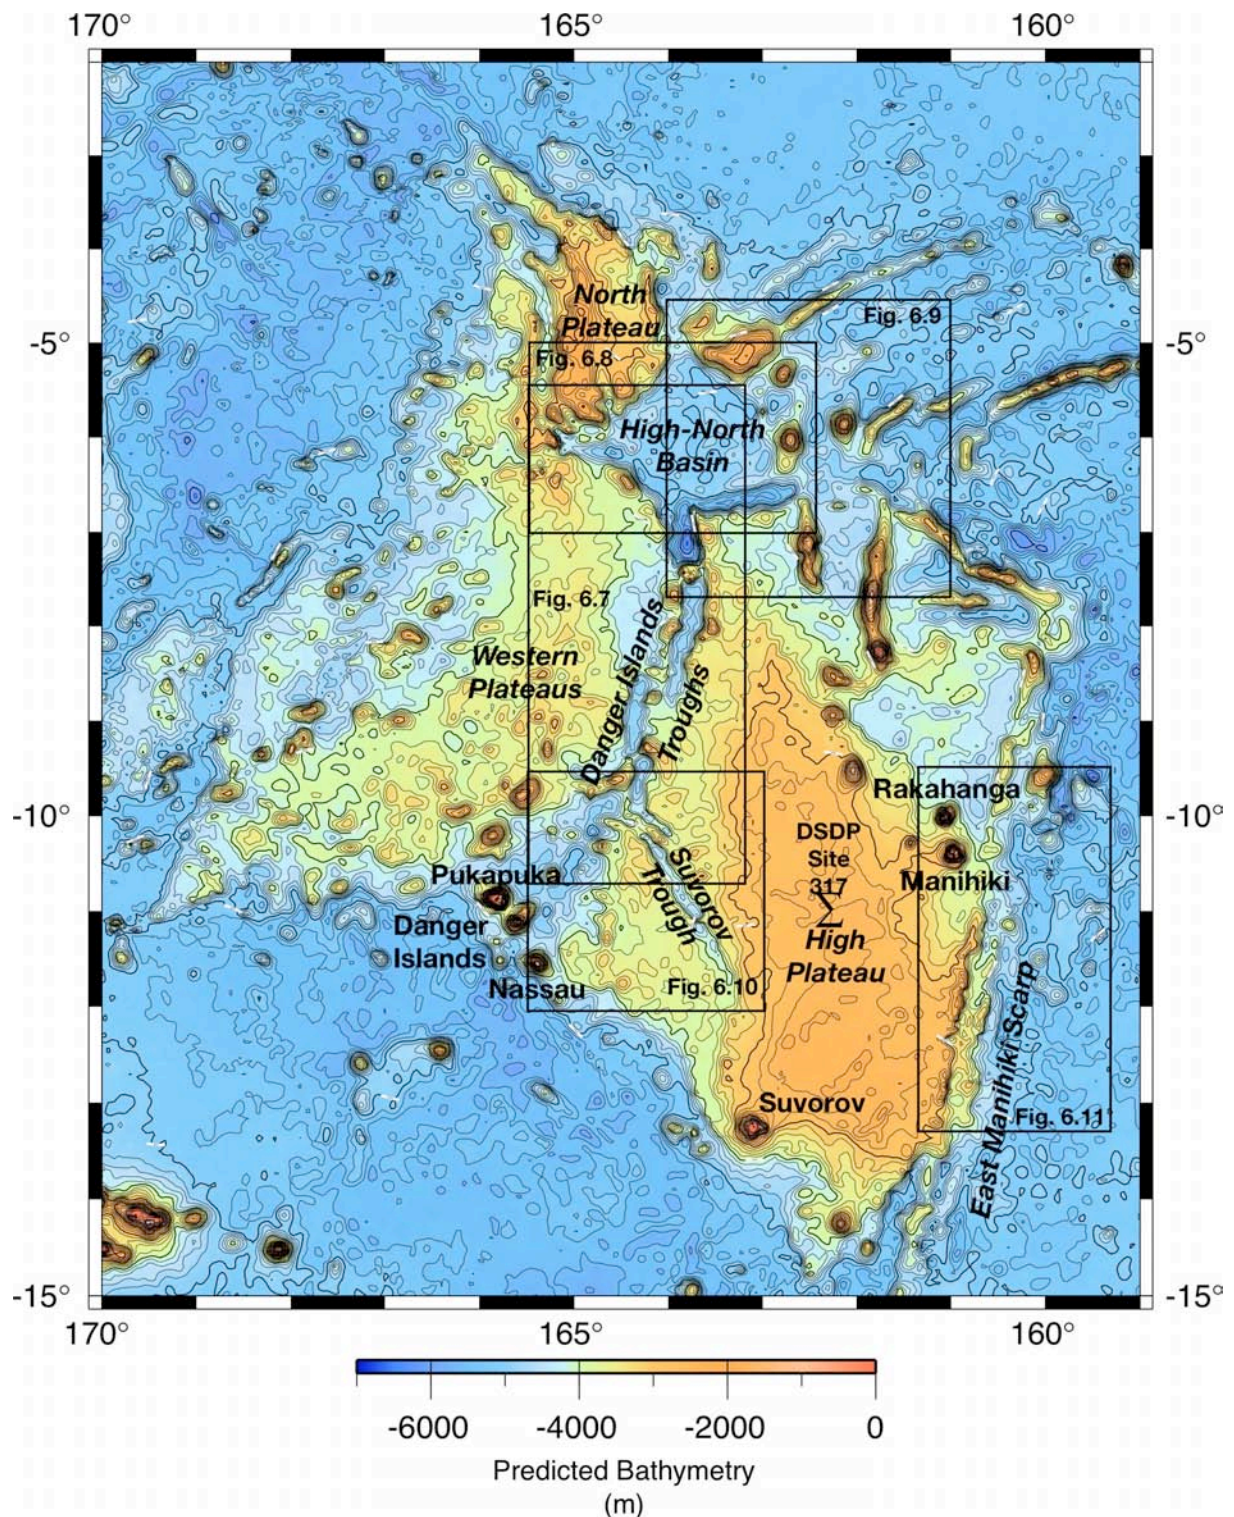 170° 165° 160°
North
Plateau
Fig. 6.9
-5° -5°
Fig. 6.8
High-North
Basin
Fig. 6.7
Western
Plateaus
Danger Islands
Troughs
Rakahanga
-10° -10°
DSDP
Site
317
Σ
High
Plateau
Manihiki
Suvorov
Trough
Pukapuka
Danger
Islands
Nassau
Fig. 6.10
East Manihiki Scarp
Suvorov
Fig. 6.11
-15° -15°
170° 165° 160°
-6000 -4000 -2000 0
Predicted Bathymetry
(m)